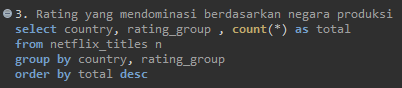 3. Rating yang mendominasi berdasarkan negara produksi
select country, rating_group , count(*) as total
from netflix_titles n
group by country, rating_group
order by total desc